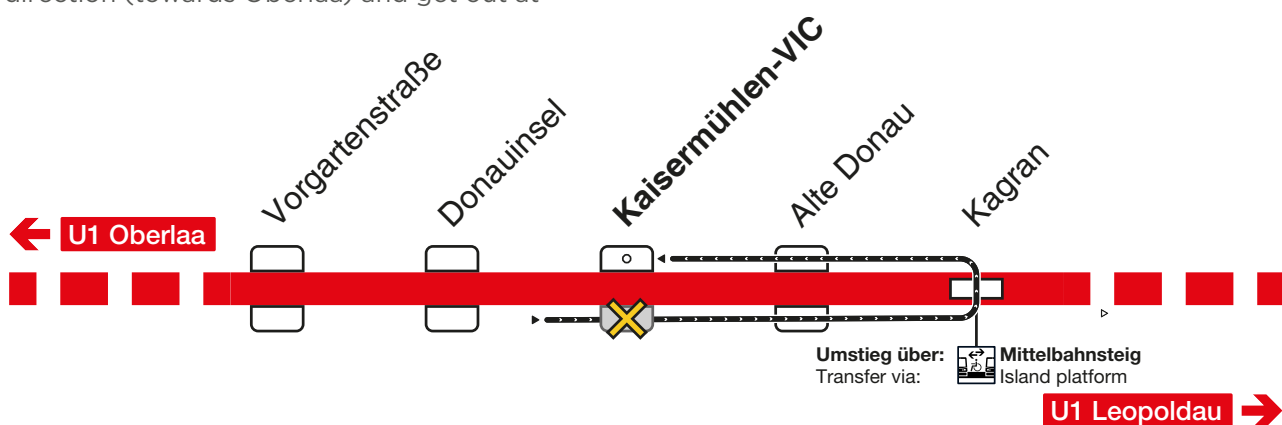 direction (towards Oberlaa) and get out at
Vorgartenstraße
Donauinsel
Kaisermühlen-VIC
Alte Donau
Kagran
U1 Oberlaa
Umstieg über: Mittelbahnsteig
Transfer via: Island platform
U1 Leopoldau